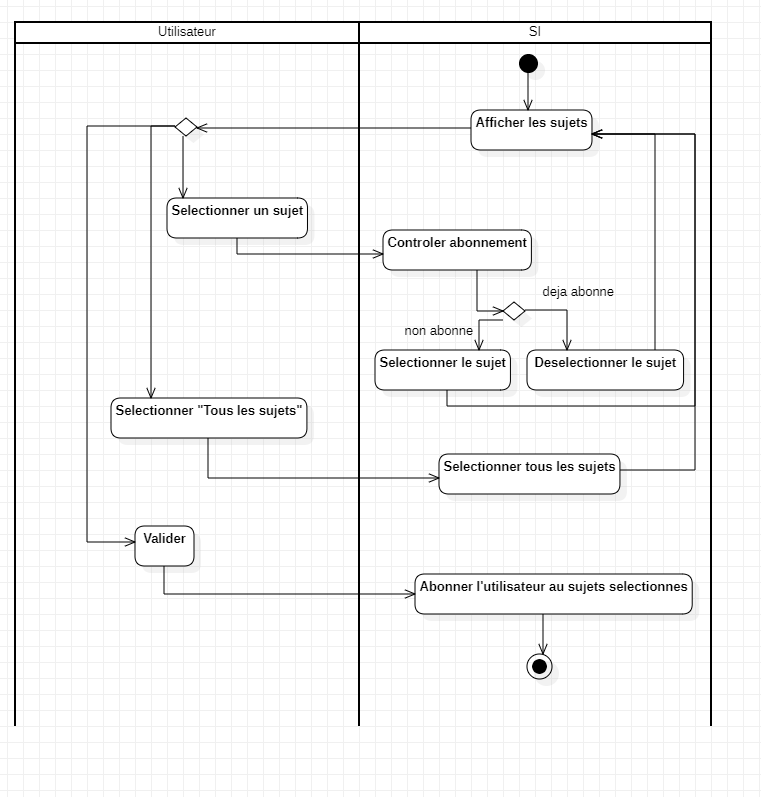 Utilisateur
SI
Afficher les sujets
Selectionner un sujet
Controler abonnement
deja abonne
non abonne
Selectionner le sujet
Deselectionner le sujet
Selectionner "Tous les sujets"
Selectionner tous les sujets
Valider
Abonner l'utilisateur au sujets selectionnes